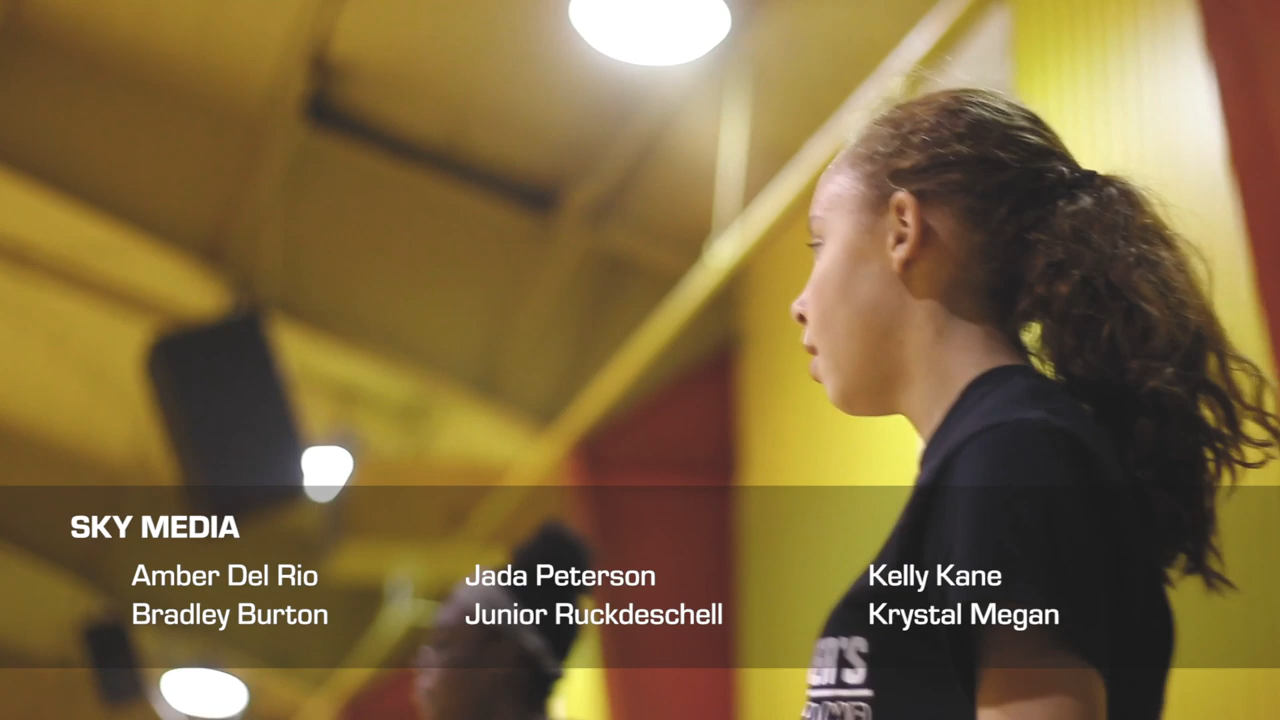 SKY MEDIA
Amber Del Rio
Jada Peterson
Kelly Kane
Bradley Burton
Junior Ruckdeschell
Krystal Megan